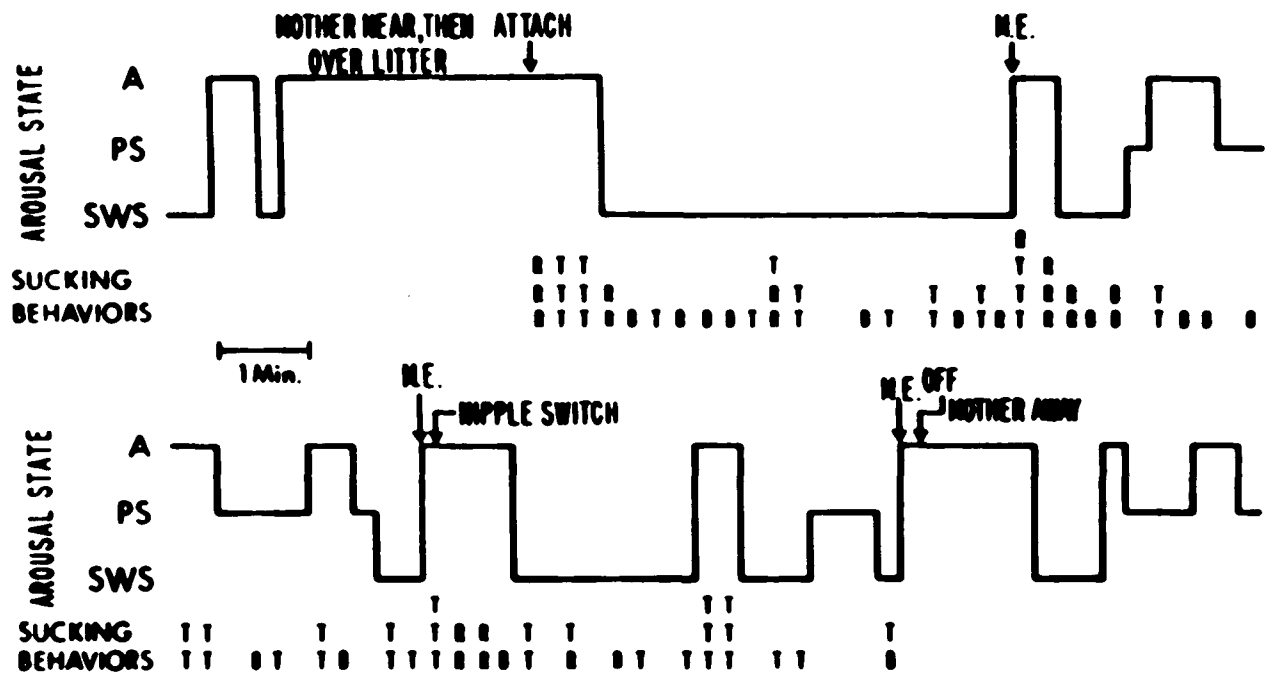 MOTHER NEAR, THEN ATTACH
OVER LITTER
M.E.
AROUSAL STATE
A
PS
SWS
R T T T T R
SUCKING
R T T R R T T T T R R T
BEHAVIORS
R T T R T T R T T T R T R R T
1 Min.
M.E.
NIPPLE SWITCH
M.E. OFF
MOTHER AWAY
AROUSAL STATE
A
PS
SWS
T T T
SUCKING T T T T T R R T T T T T
BEHAVIORS T T T T T T T R R T R T T T T T T